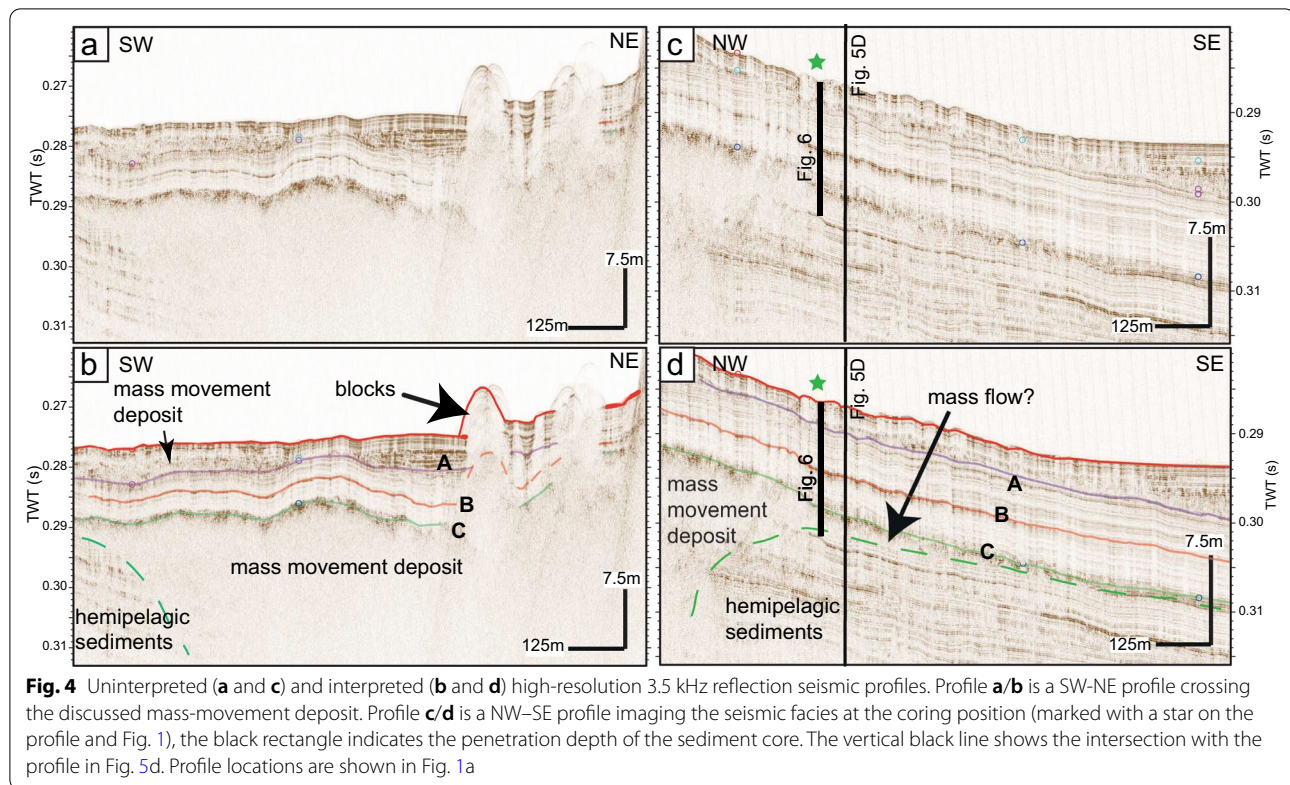 a
SW
NE
TWT (s)
0.27
0.28
0.29
0.30
0.31
7.5m
125m
c
NW
SE
Fig. 5D
Fig. 6
0.29
0.30
0.31
TWT (s)
7.5m
125m
b
SW
NE
mass movement
deposit
blocks
A
B
C
mass movement deposit
hemipelagic
sediments
TWT (s)
0.27
0.28
0.29
0.30
0.31
7.5m
125m
d
NW
SE
Fig. 5D
Fig. 6
mass flow?
mass
movement
deposit
A
B
C
hemipelagic
sediments
0.29
0.30
0.31
TWT (s)
7.5m
125m
Fig. 4 Uninterpreted (a and c) and interpreted (b and d) high-resolution 3.5 kHz reflection seismic profiles. Profile a/b is a SW-NE profile crossing
the discussed mass-movement deposit. Profile c/d is a NW–SE profile imaging the seismic facies at the coring position (marked with a star on the
profile and Fig. 1), the black rectangle indicates the penetration depth of the sediment core. The vertical black line shows the intersection with the
profile in Fig. 5d. Profile locations are shown in Fig. 1a